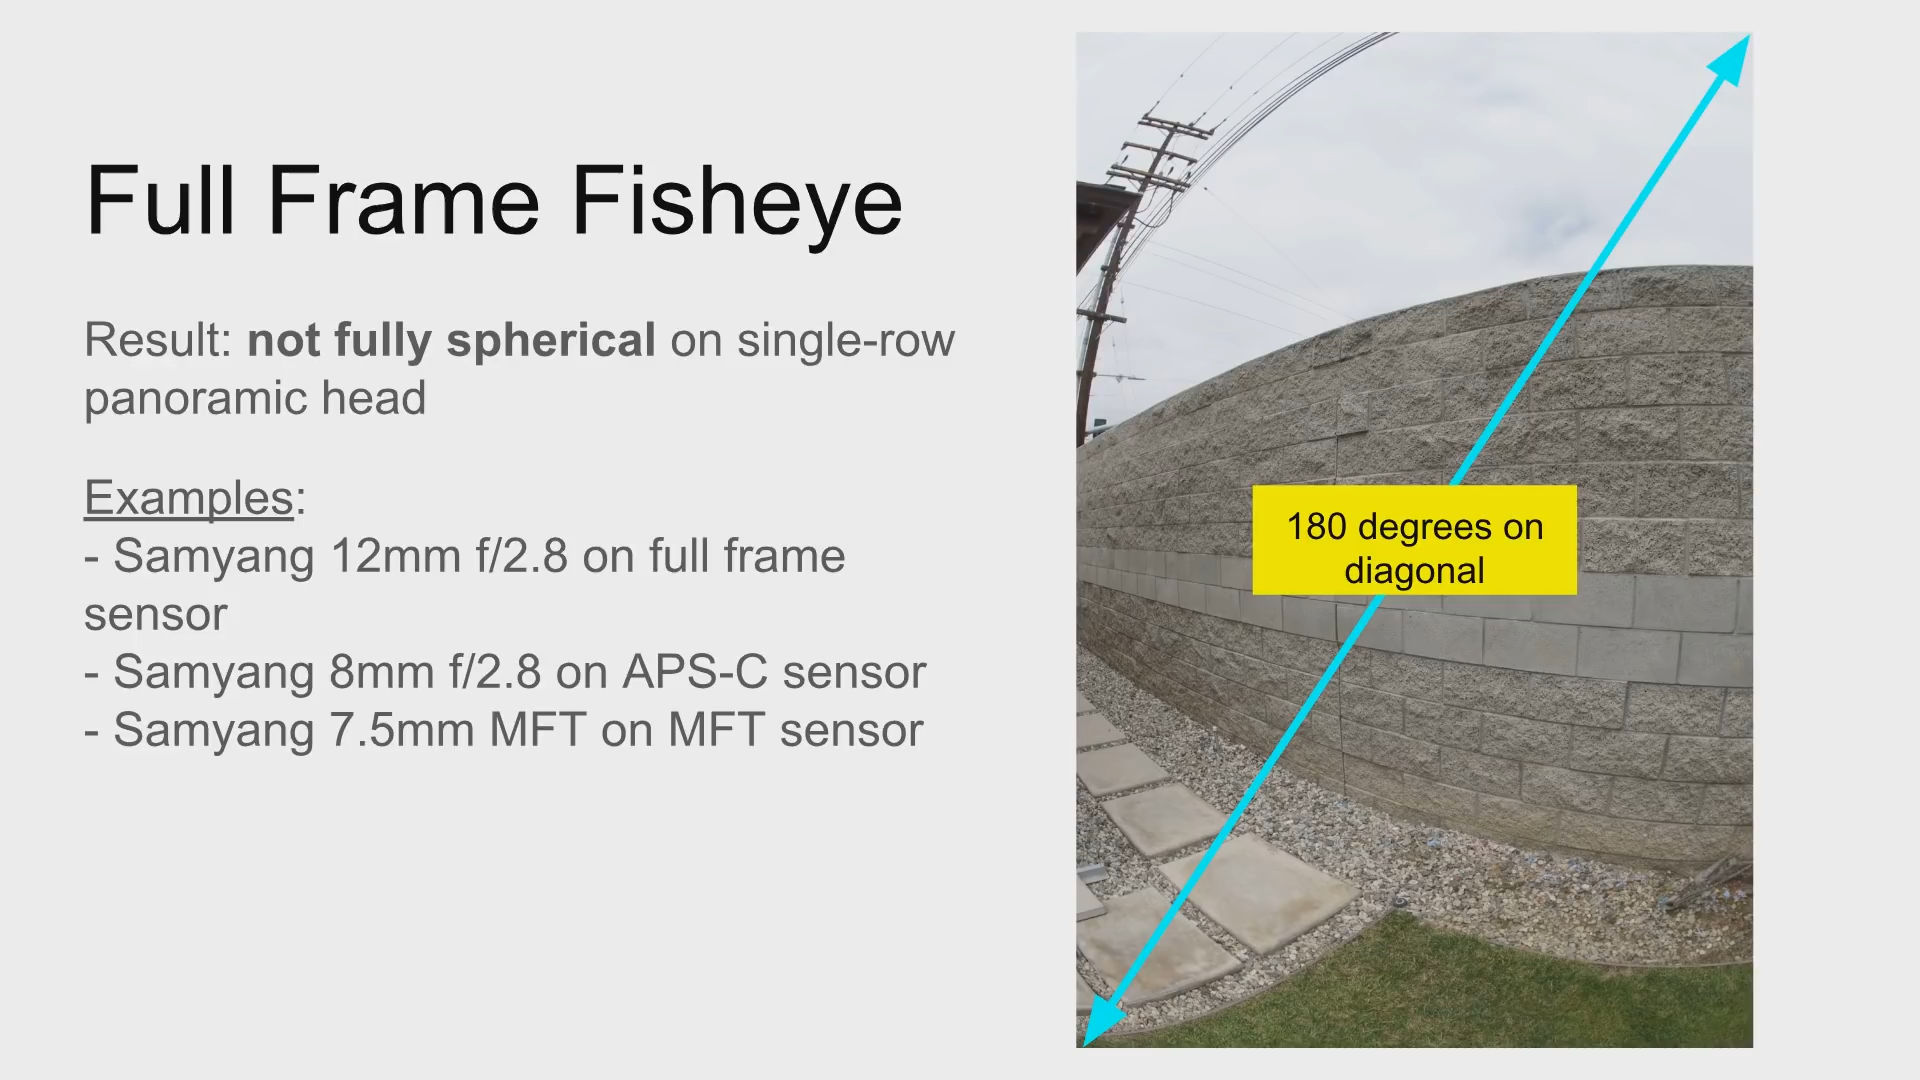 Full Frame Fisheye
Result: not fully spherical on single-row
panoramic head
Examples:
- Samyang 12mm f/2.8 on full frame
sensor
- Samyang 8mm f/2.8 on APS-C sensor
- Samyang 7.5mm MFT on MFT sensor
180 degrees on
diagonal